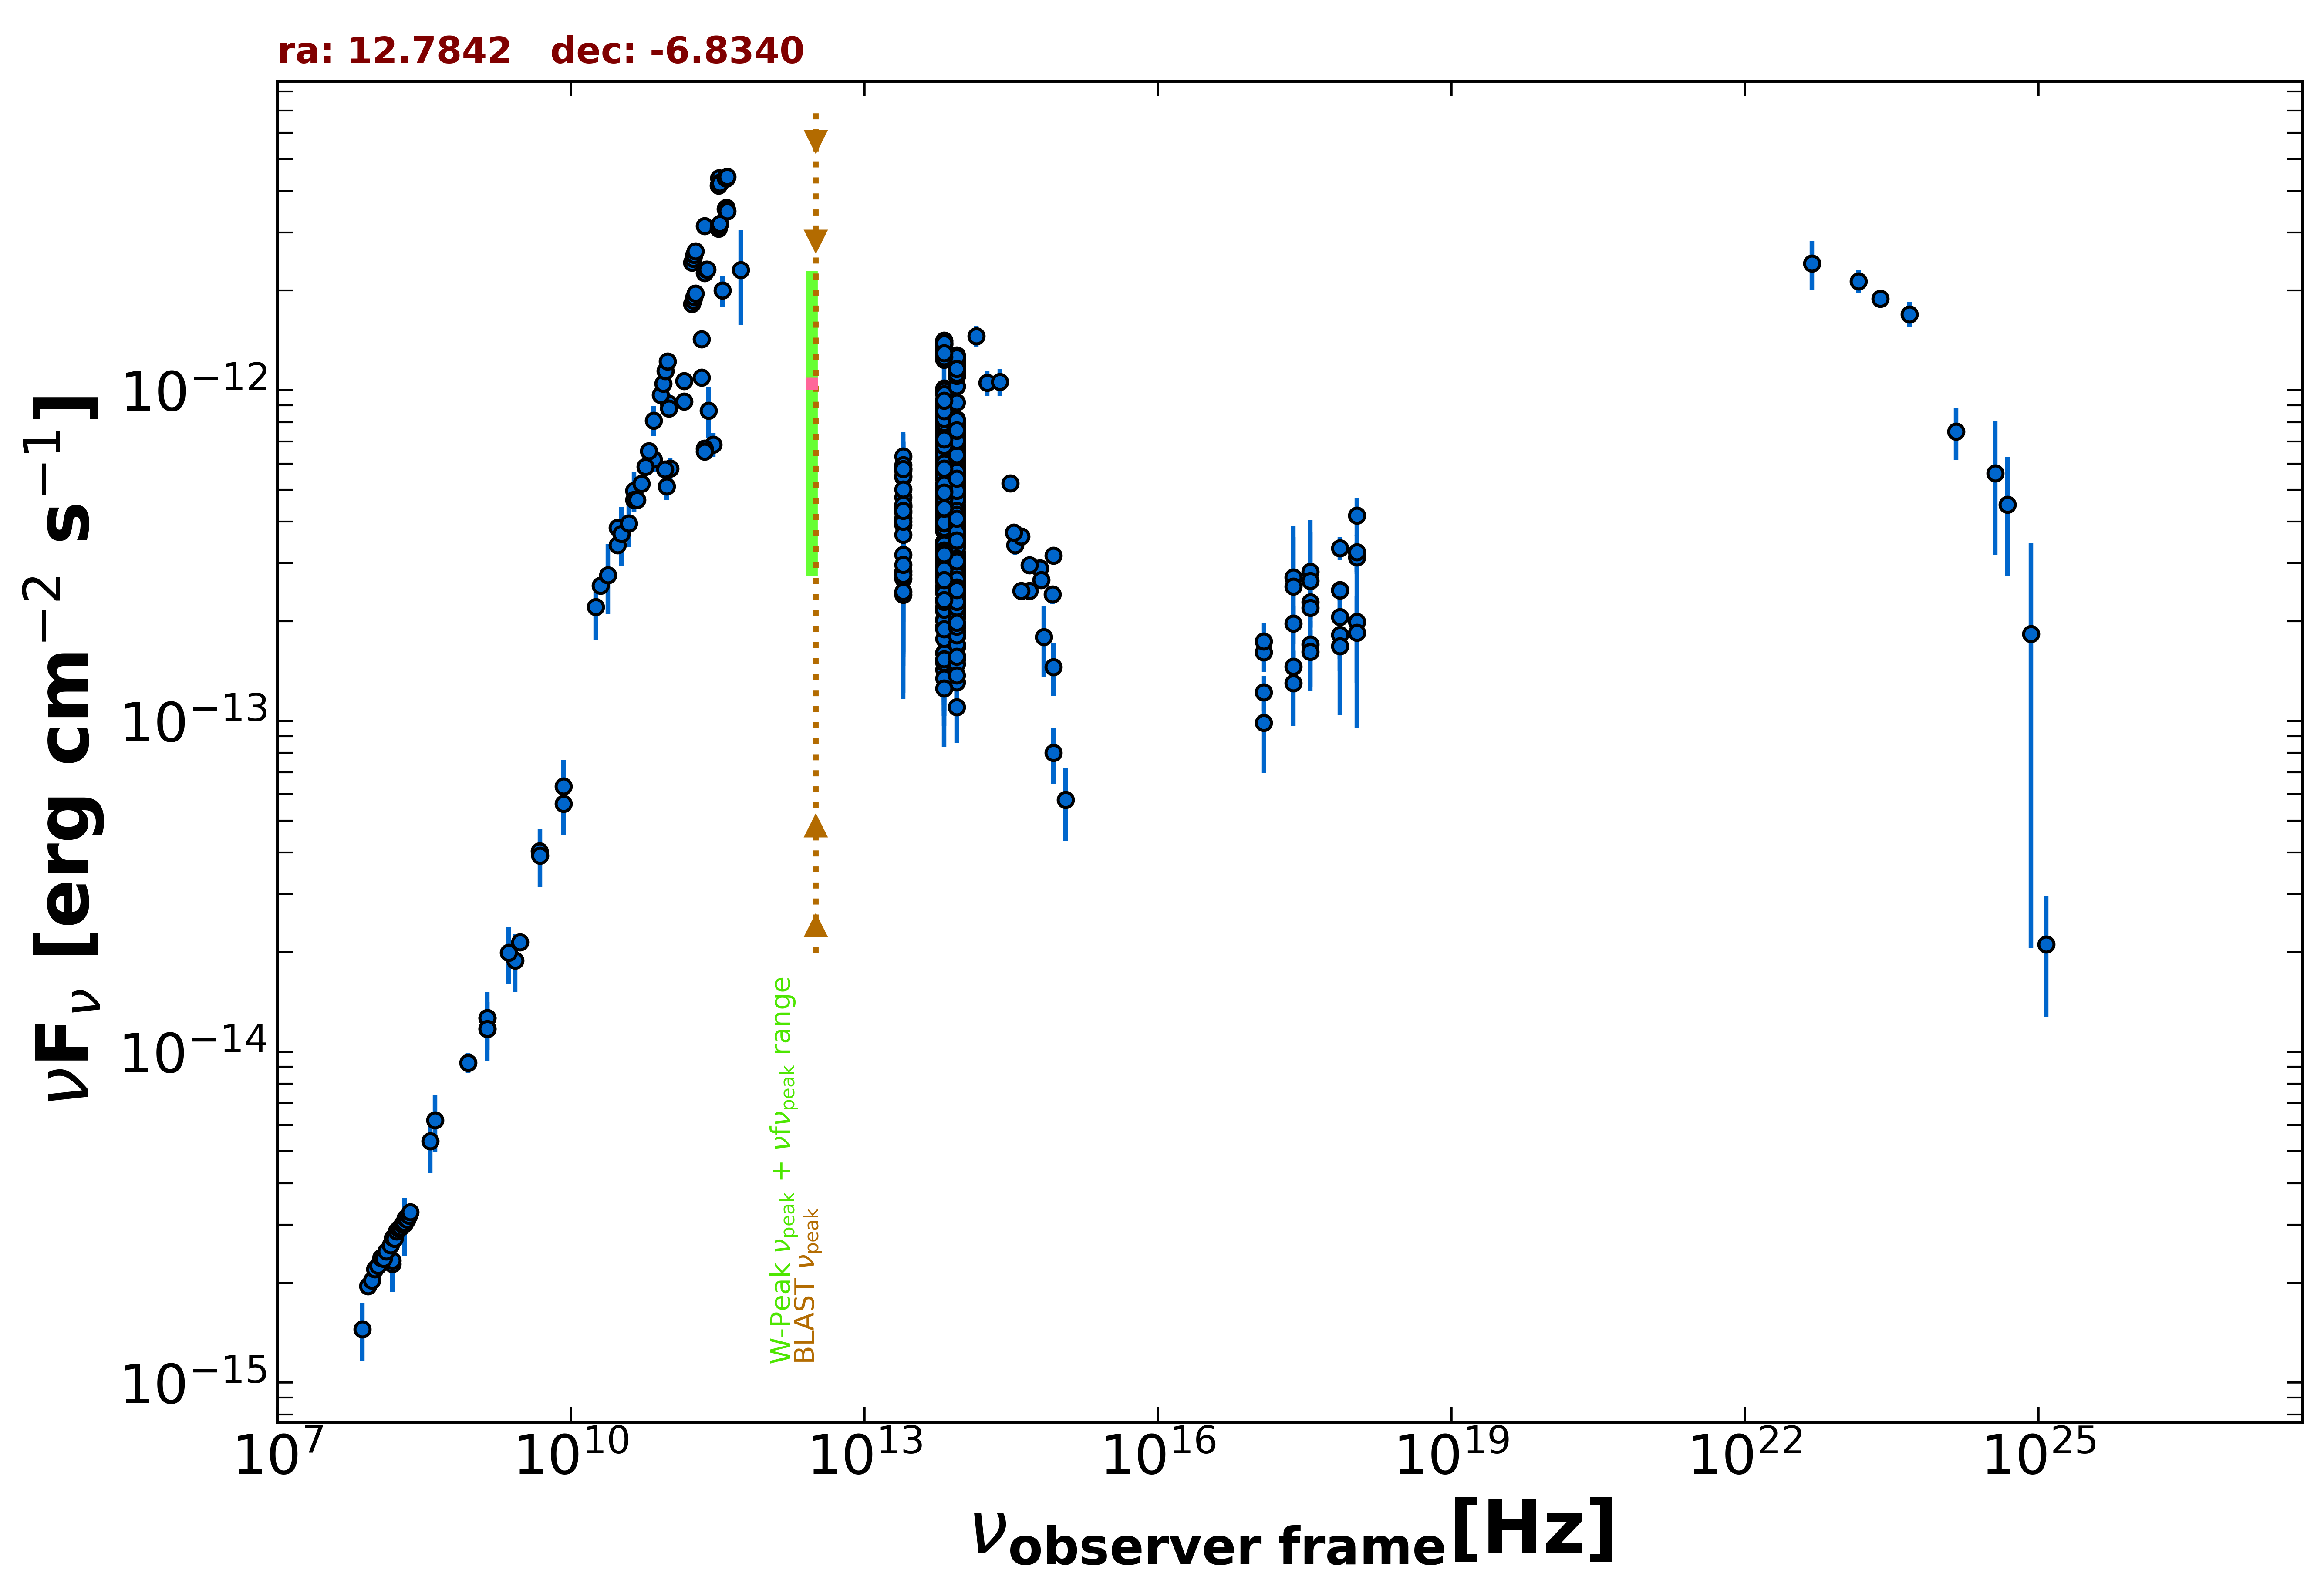 ra: 12.7842   dec: -6.8340
νFν [erg cm−2 s−1]
10−12
10−13
10−14
10−15
W-Peak νpeak + νfνpeak range
BLAST νpeak
107 1010 1013 1016 1019 1022 1025
νobserver frame[Hz]